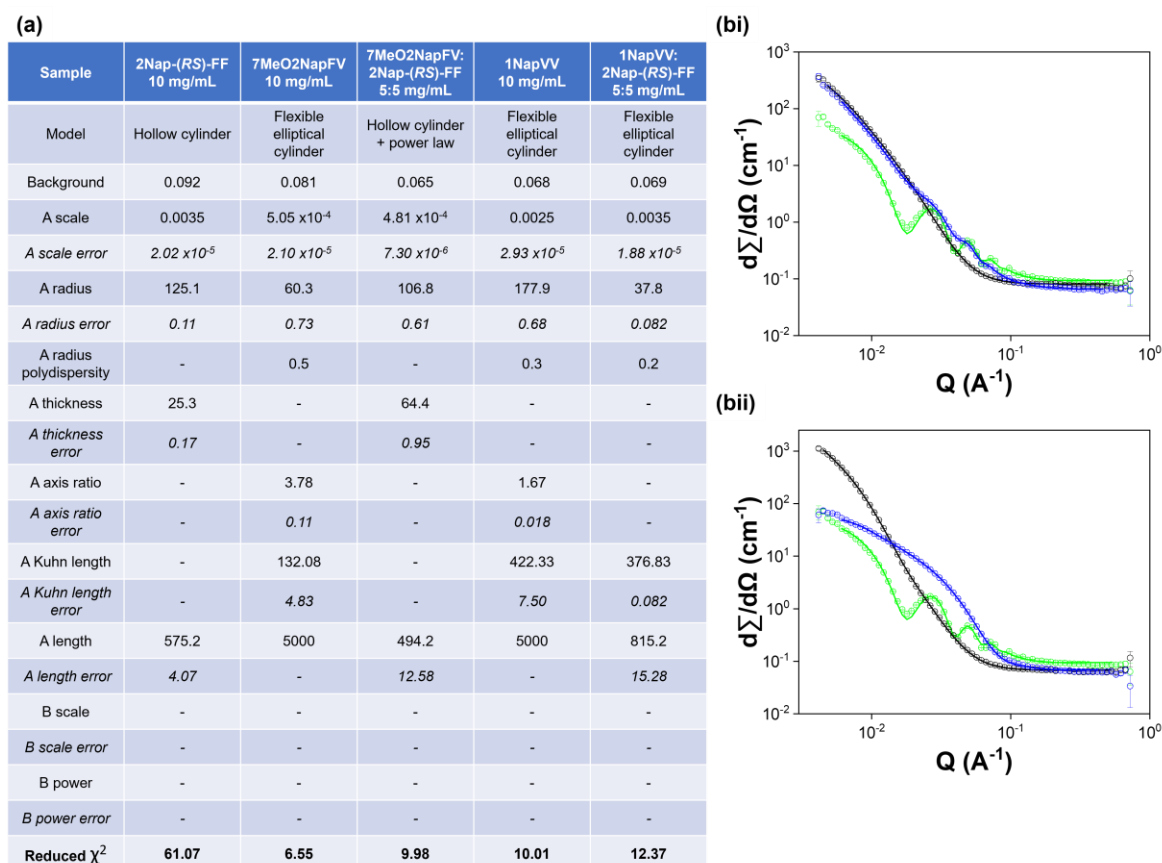 (a)
Sample 2Nap-(RS)-FF 10 mg/mL 7MeO2NapFV 10 mg/mL 7MeO2NapFV: 2Nap-(RS)-FF 5:5 mg/mL 1NapVV 10 mg/mL 1NapVV: 2Nap-(RS)-FF 5:5 mg/mL
Model Hollow cylinder Flexible elliptical cylinder Hollow cylinder + power law Flexible elliptical cylinder Flexible elliptical cylinder
Background 0.092 0.081 0.065 0.068 0.069
A scale 0.0035 5.05 x10⁻⁴ 4.81 x10⁻⁴ 0.0025 0.0035
A scale error 2.02 x10⁻⁵ 2.10 x10⁻⁵ 7.30 x10⁻⁶ 2.93 x10⁻⁵ 1.88 x10⁻⁵
A radius 125.1 60.3 106.8 177.9 37.8
A radius error 0.11 0.73 0.61 0.68 0.082
A radius polydispersity - 0.5 - 0.3 0.2
A thickness 25.3 - 64.4 - -
A thickness error 0.17 - 0.95 - -
A axis ratio - 3.78 - 1.67 -
A axis ratio error - 0.11 - 0.018 -
A Kuhn length - 132.08 - 422.33 376.83
A Kuhn length error - 4.83 - 7.50 0.082
A length 575.2 5000 494.2 5000 815.2
A length error 4.07 - 12.58 - 15.28
B scale - - - - -
B scale error - - - - -
B power - - - - -
B power error - - - - -
Reduced χ² 61.07 6.55 9.98 10.01 12.37
(bi)
dΣ/dΩ (cm⁻¹)
10³
10²
10¹
10⁰
10⁻¹
10⁻²
10⁻² 10⁻¹ 10⁰
Q (A⁻¹)
(bii)
dΣ/dΩ (cm⁻¹)
10³
10²
10¹
10⁰
10⁻¹
10⁻²
10⁻² 10⁻¹ 10⁰
Q (A⁻¹)